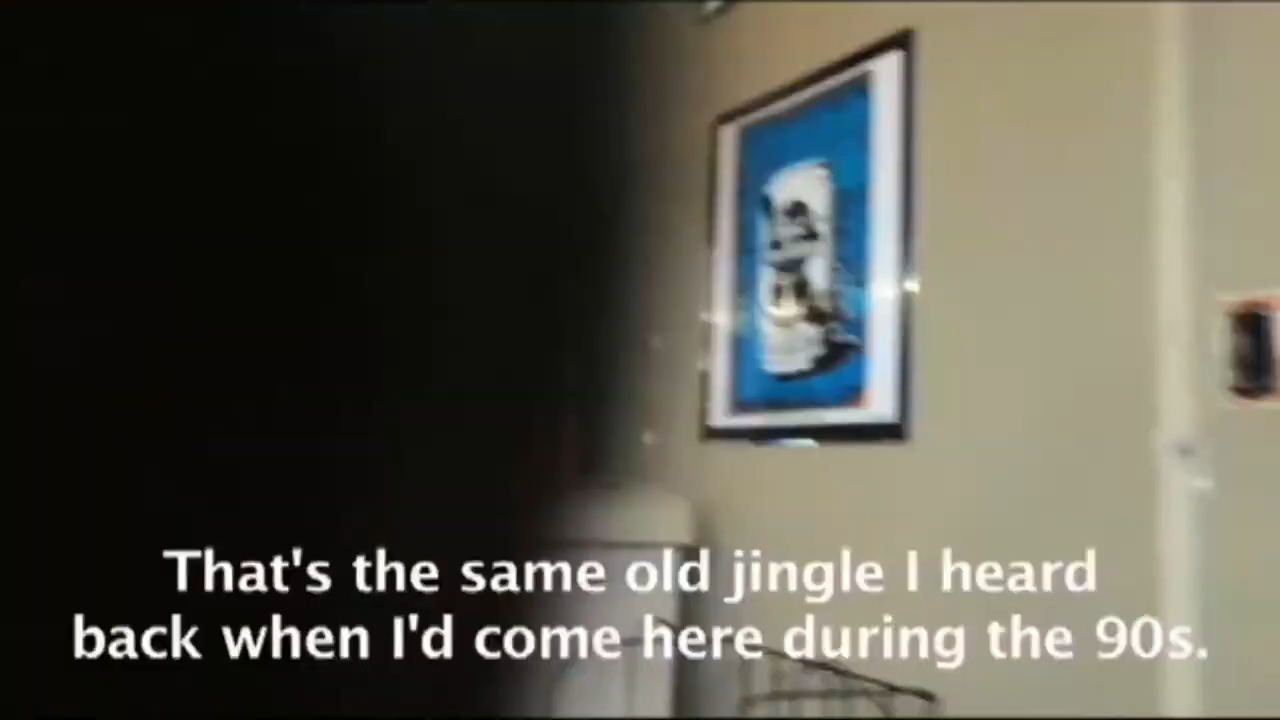 That's the same old jingle I heard
back when I'd come here during the 90s.